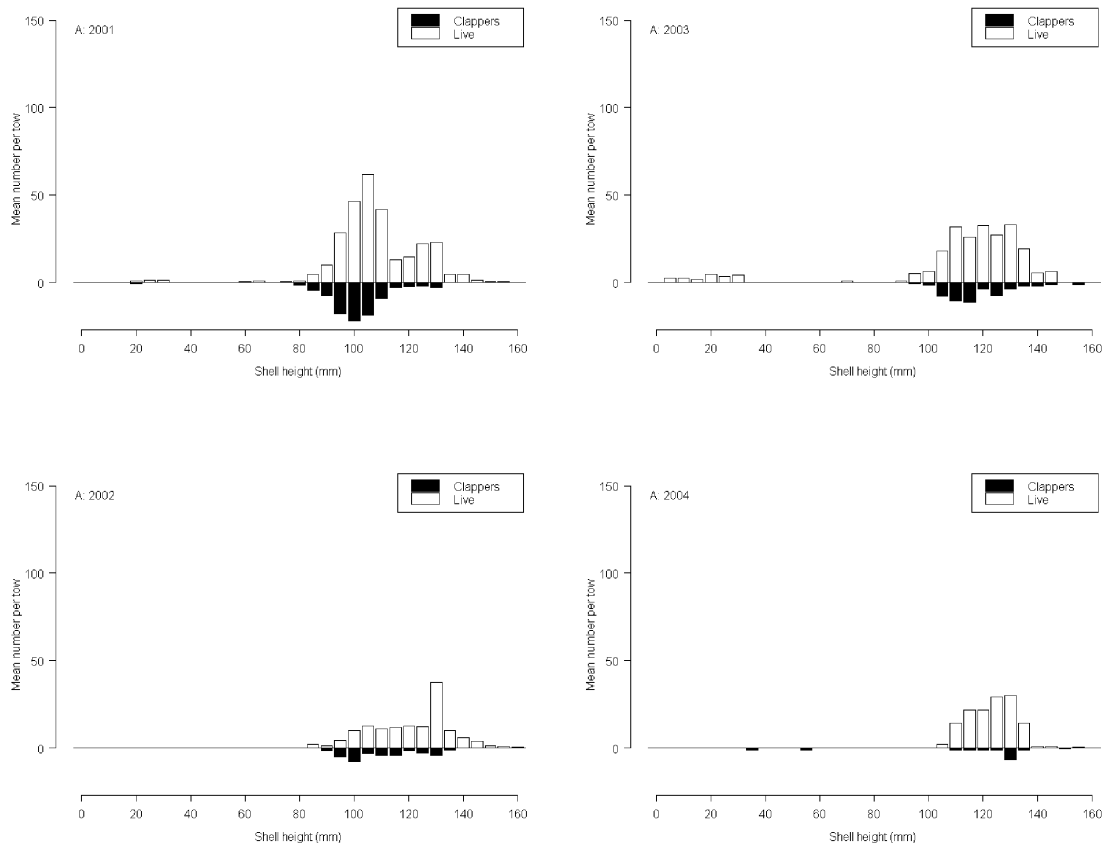 A: 2001
Clappers
Live
150
100
50
0
Mean number per tow
0 20 40 60 80 100 120 140 160
Shell height (mm)
A: 2003
Clappers
Live
150
100
50
0
Mean number per tow
0 20 40 60 80 100 120 140 160
Shell height (mm)
A: 2002
Clappers
Live
150
100
50
0
Mean number per tow
0 20 40 60 80 100 120 140 160
Shell height (mm)
A: 2004
Clappers
Live
150
100
50
0
Mean number per tow
0 20 40 60 80 100 120 140 160
Shell height (mm)